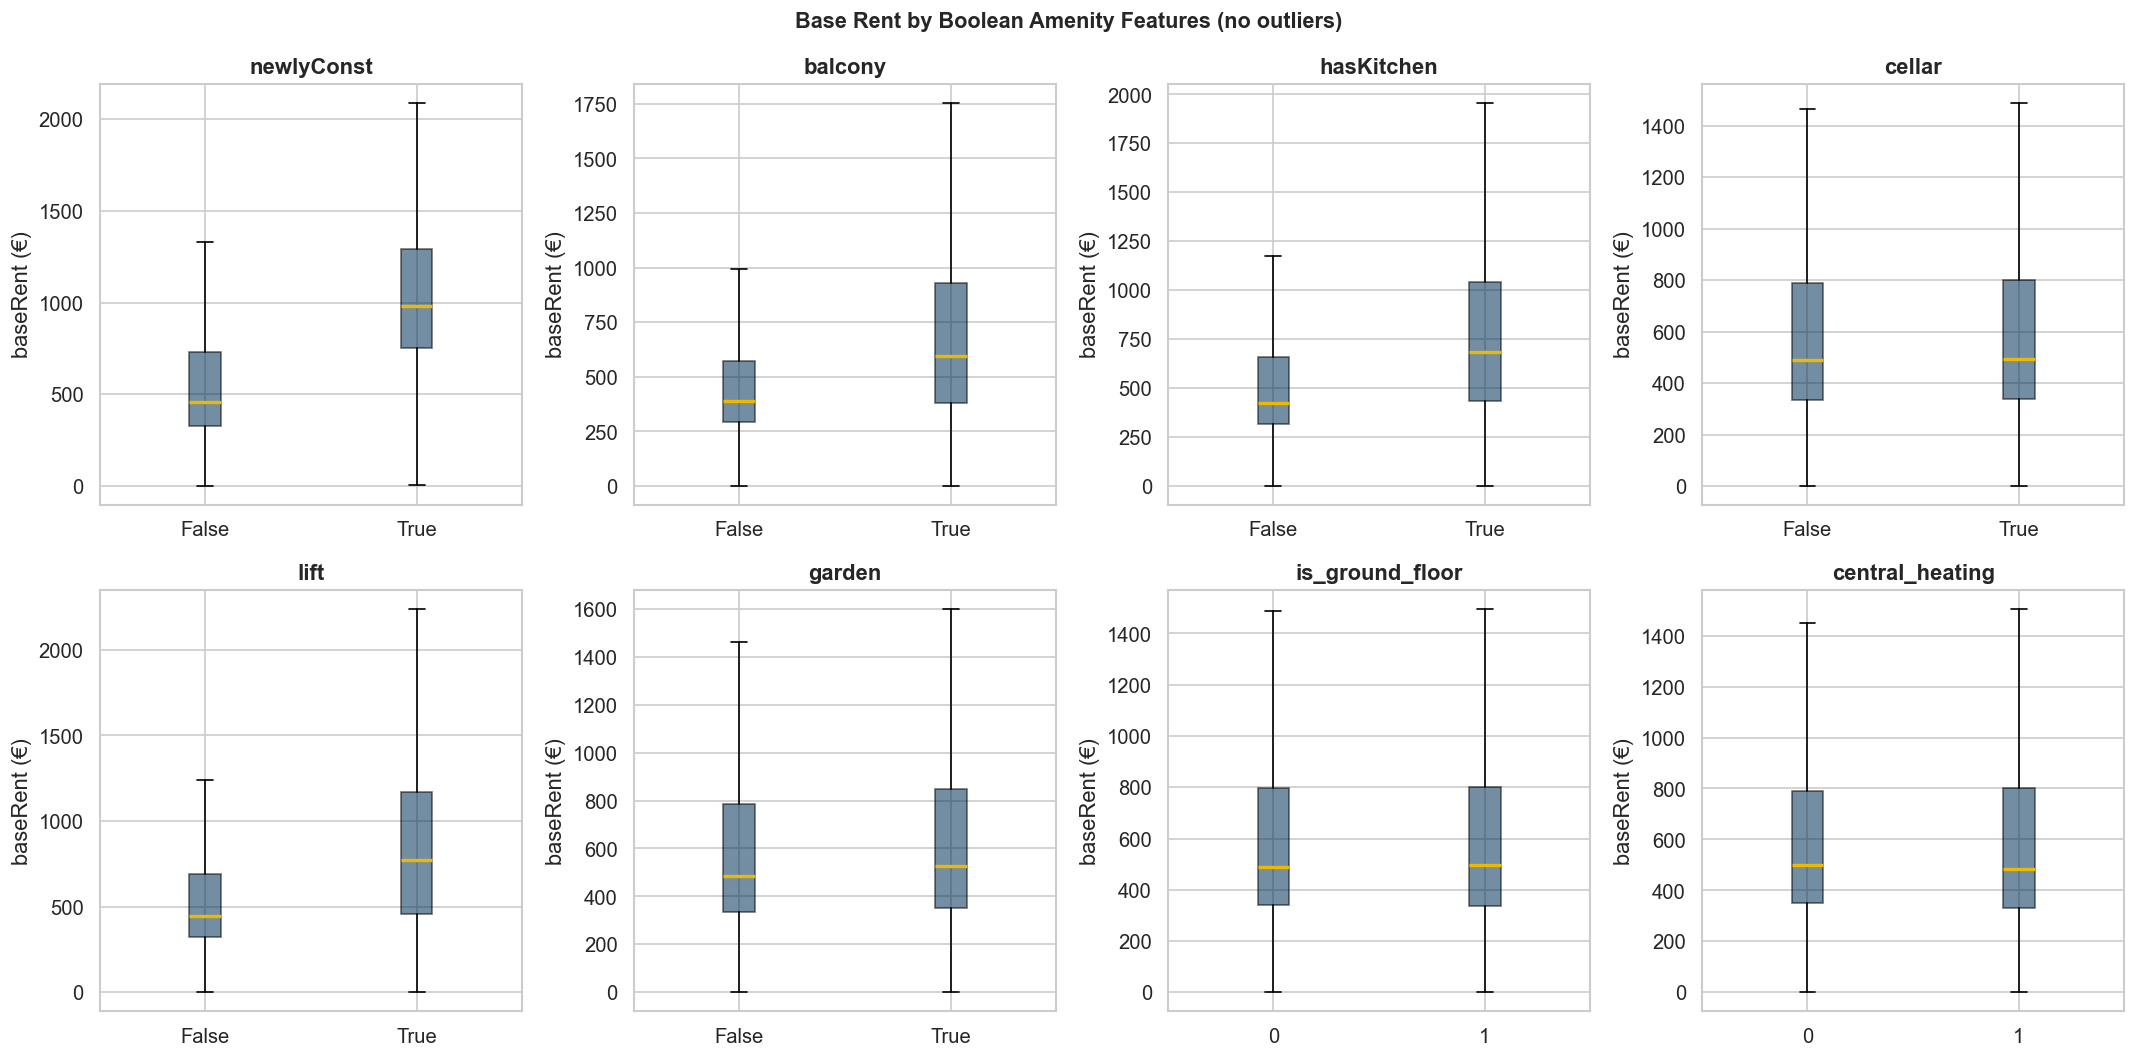 Base Rent by Boolean Amenity Features (no outliers)
newlyConst
baseRent (€)
2000
1500
1000
500
0
False True
balcony
baseRent (€)
1750
1500
1250
1000
750
500
250
0
False True
hasKitchen
baseRent (€)
2000
1750
1500
1250
1000
750
500
250
0
False True
cellar
baseRent (€)
1400
1200
1000
800
600
400
200
0
False True
lift
baseRent (€)
2000
1500
1000
500
0
False True
garden
baseRent (€)
1600
1400
1200
1000
800
600
400
200
0
False True
is_ground_floor
baseRent (€)
1400
1200
1000
800
600
400
200
0
0 1
central_heating
baseRent (€)
1400
1200
1000
800
600
400
200
0
0 1